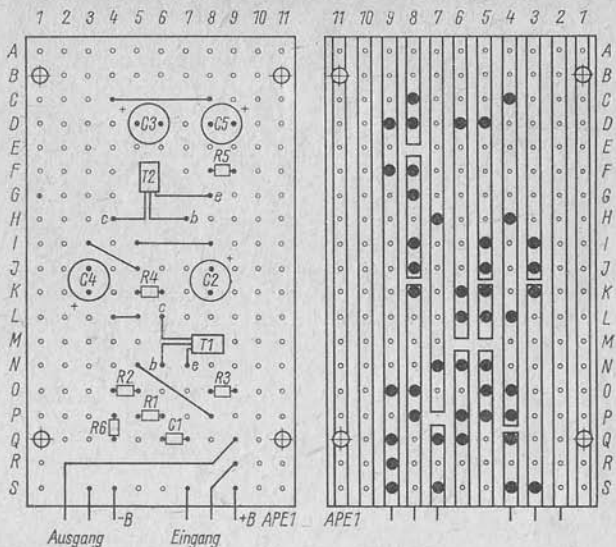 1 2 3 4 5 6 7 8 9 10 11
11 10 9 8 7 6 5 4 3 2 1
A
A
B
B
C
C
+ C3
C5 +
D
D
E
E
R5
F
F
T2
G
e
G
H
c
b
H
I
I
+
J
C4
C2
J
R4
K
K
+
c
L
L
M
T1
M
N
b
e
N
R2
R3
O
O
R1
P
P
R6
C1
Q
Q
R
R
S
S
-B
+B APE1
APE1
Ausgang
Eingang